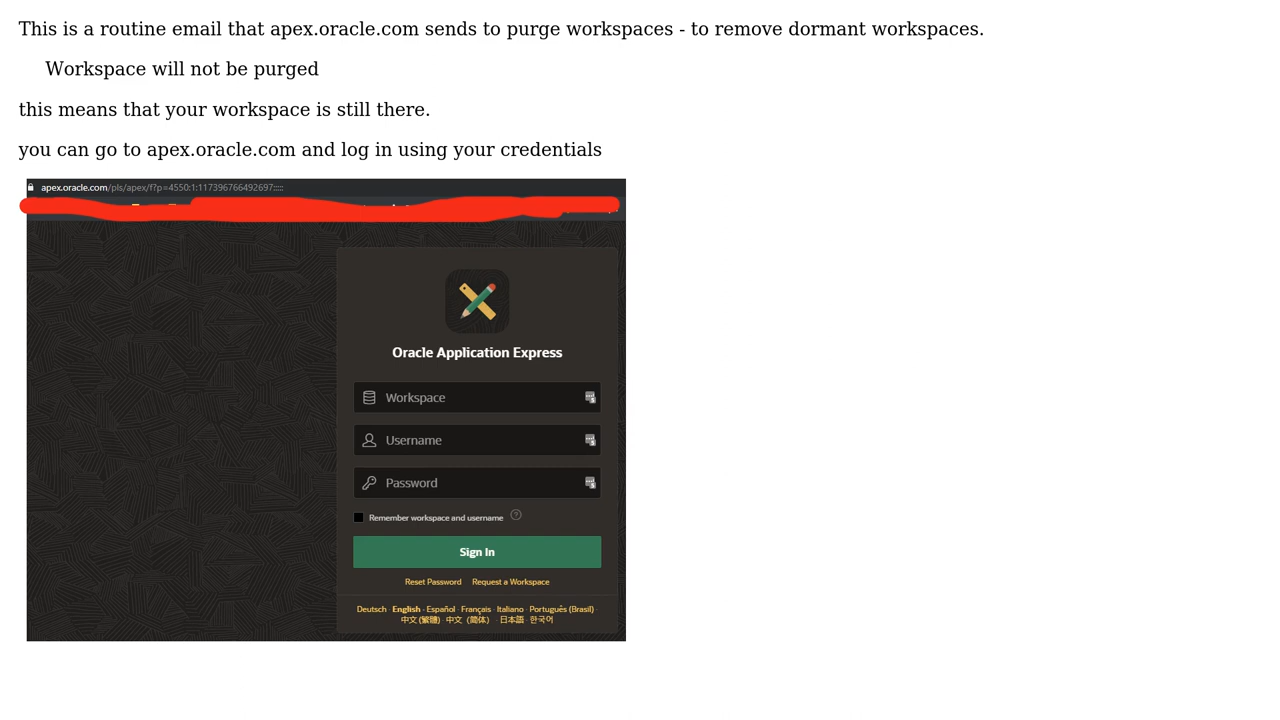 This is a routine email that apex.oracle.com sends to purge workspaces - to remove dormant workspaces.
Workspace will not be purged
this means that your workspace is still there.
you can go to apex.oracle.com and log in using your credentials
apex.oracle.com/pls/apex/f?p=4550:1:117396766492697:::::
Oracle Application Express
Workspace
Username
Password
Remember workspace and username ?
Sign In
Reset Password Request a Workspace
Deutsch · English · Español · Français · Italiano · Português (Brasil) ·
中文 (繁體) · 中文 (简体) · 日本語 · 한국어